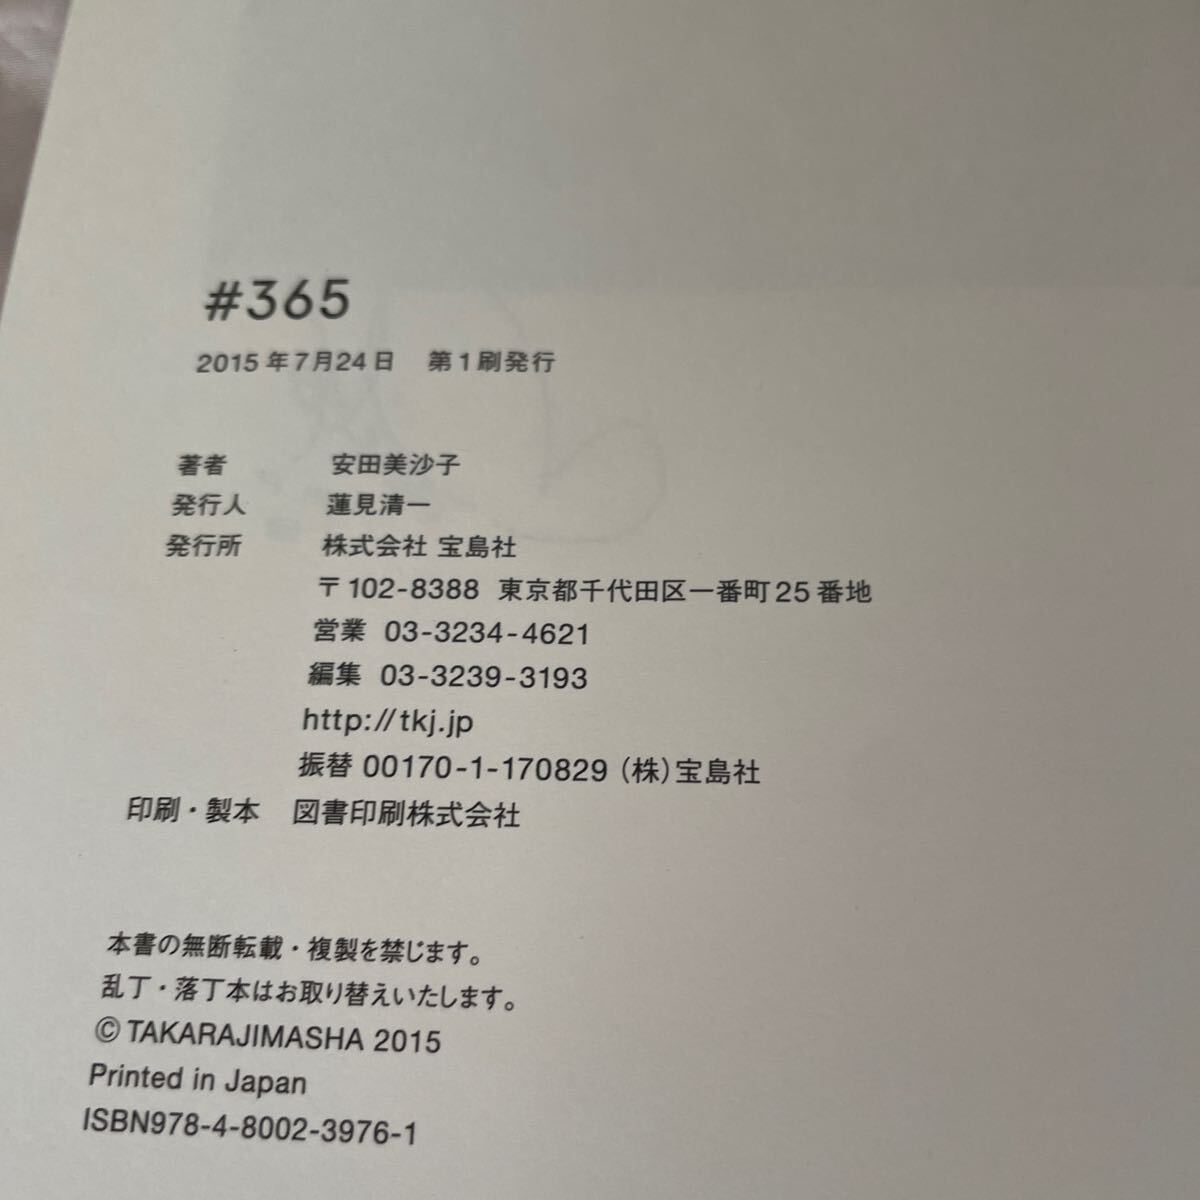 #365
2015年7月24日 第1刷発行
著者 安田美沙子
発行人 蓮見清一
発行所 株式会社 宝島社
〒102-8388 東京都千代田区一番町25番地
営業 03-3234-4621
編集 03-3239-3193
http://tkj.jp
振替 00170-1-170829 (株)宝島社
印刷・製本 図書印刷株式会社
本書の無断転載・複製を禁じます。
乱丁・落丁本はお取り替えいたします。
© TAKARAJIMASHA 2015
Printed in Japan
ISBN978-4-8002-3976-1